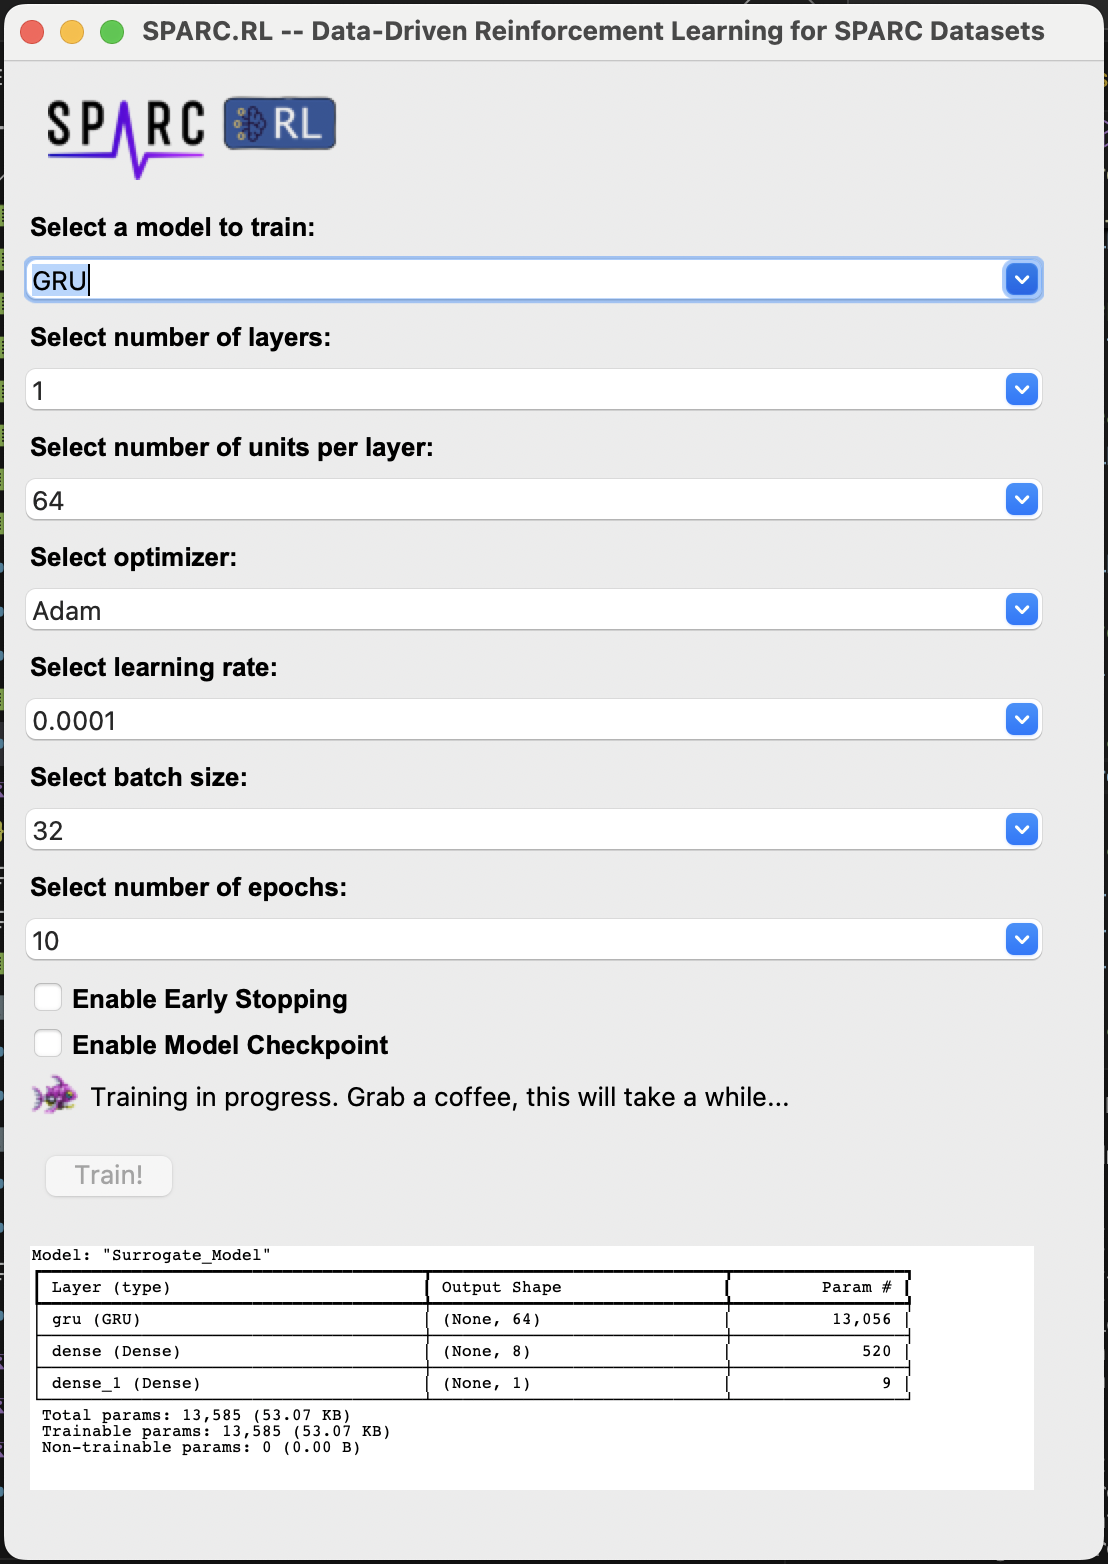 SPARC.RL -- Data-Driven Reinforcement Learning for SPARC Datasets
SPARC RL
Select a model to train:
GRU
Select number of layers:
1
Select number of units per layer:
64
Select optimizer:
Adam
Select learning rate:
0.0001
Select batch size:
32
Select number of epochs:
10
Enable Early Stopping
Enable Model Checkpoint
Training in progress. Grab a coffee, this will take a while...
Train!
Model: "Surrogate_Model"
Layer (type) Output Shape Param #
gru (GRU) (None, 64) 13,056
dense (Dense) (None, 8) 520
dense_1 (Dense) (None, 1) 9
Total params: 13,585 (53.07 KB)
Trainable params: 13,585 (53.07 KB)
Non-trainable params: 0 (0.00 B)